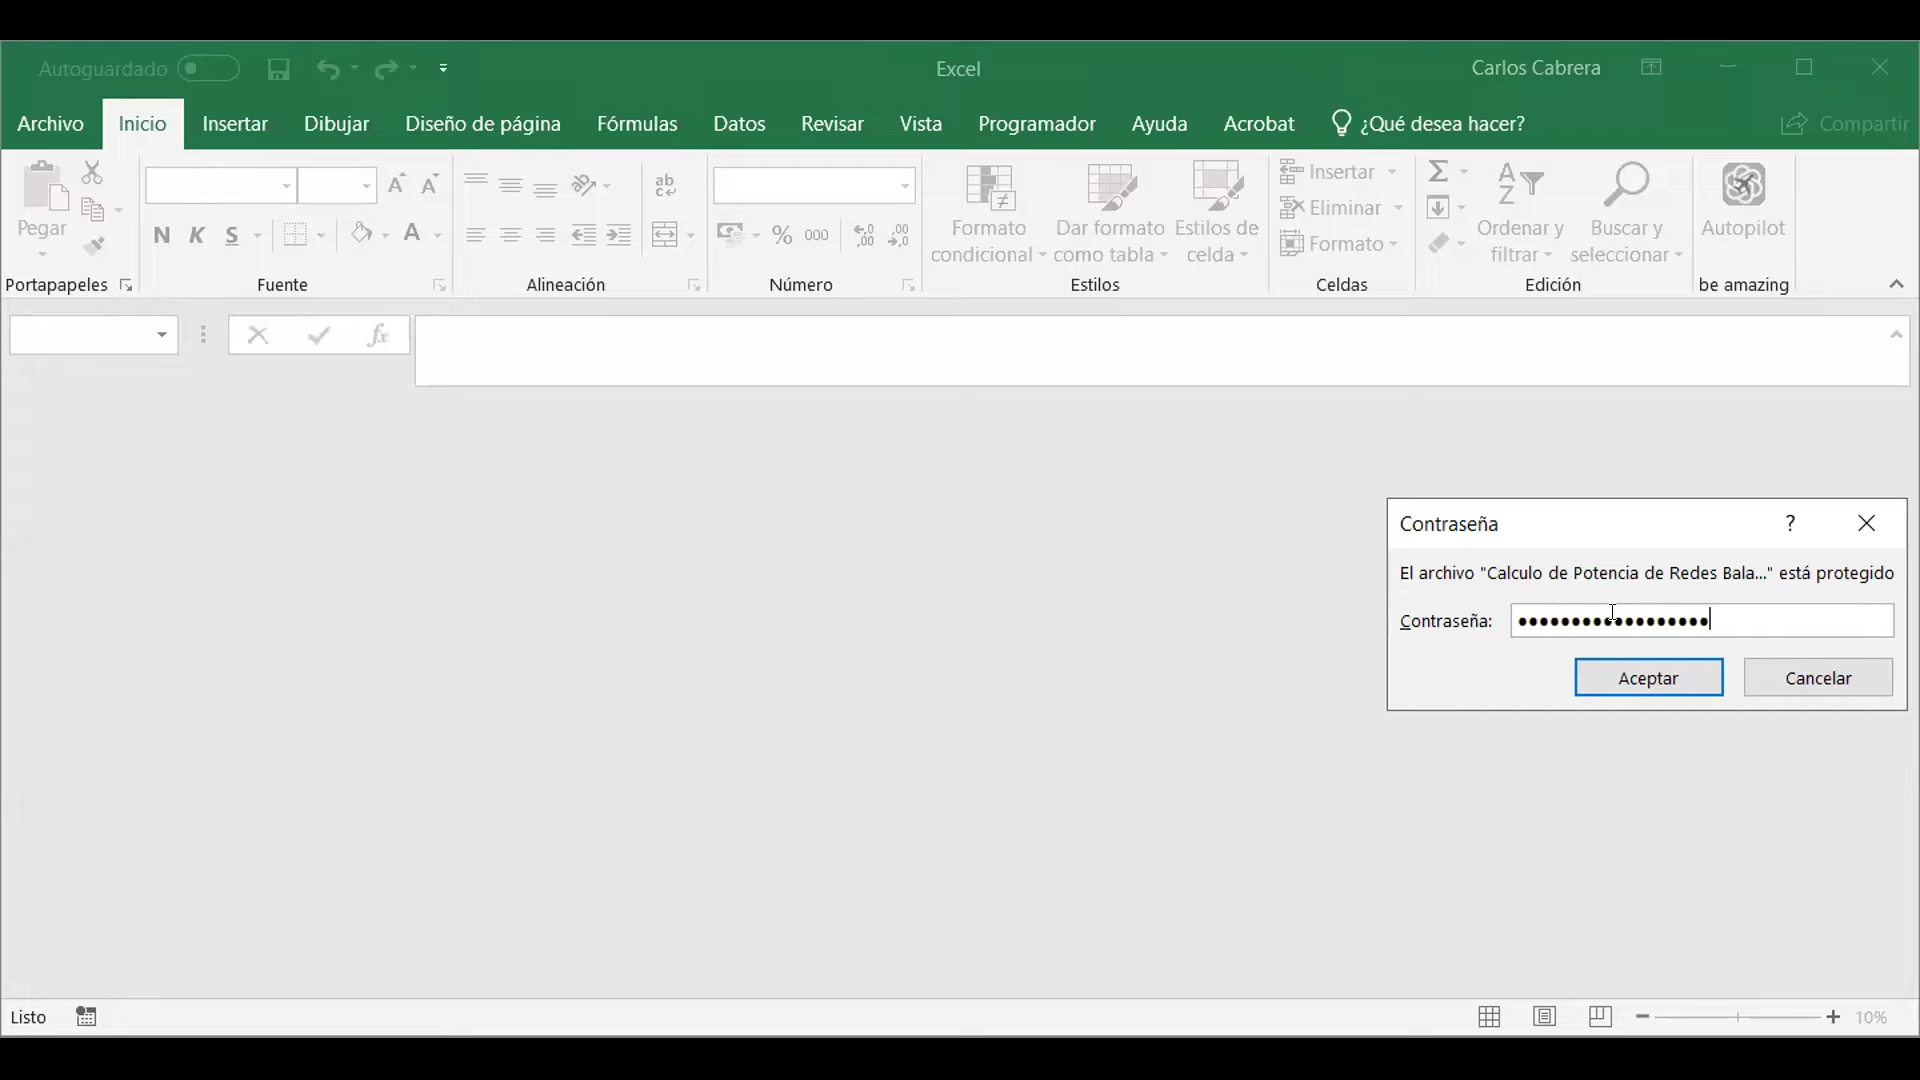 Autoguardado
Excel
Carlos Cabrera
Archivo Inicio Insertar Dibujar Diseño de página Fórmulas Datos Revisar Vista Programador Ayuda Acrobat ¿Qué desea hacer? Compartir
Pegar
Portapapeles
N K S A
Fuente
ab
Alineación
% 000
Número
Formato condicional
Dar formato como tabla
Estilos de celda
Estilos
Insertar
Eliminar
Formato
Celdas
Ordenar y filtrar
Buscar y seleccionar
Edición
Autopilot
be amazing
fx
Contraseña ?
El archivo "Calculo de Potencia de Redes Bala..." está protegido
Contraseña: ••••••••••••••••••
Aceptar Cancelar
Listo
10%